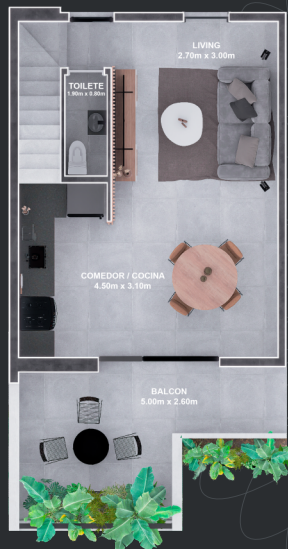 LIVING
2.70m x 3.00m
TOILETE
1.90m x 0.90m
COMEDOR / COCINA
4.50m x 3.10m
BALCON
5.00m x 2.60m